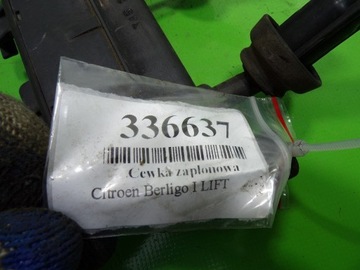 336637
Cewka zapłonowa
Citroen Berligo I LIFT